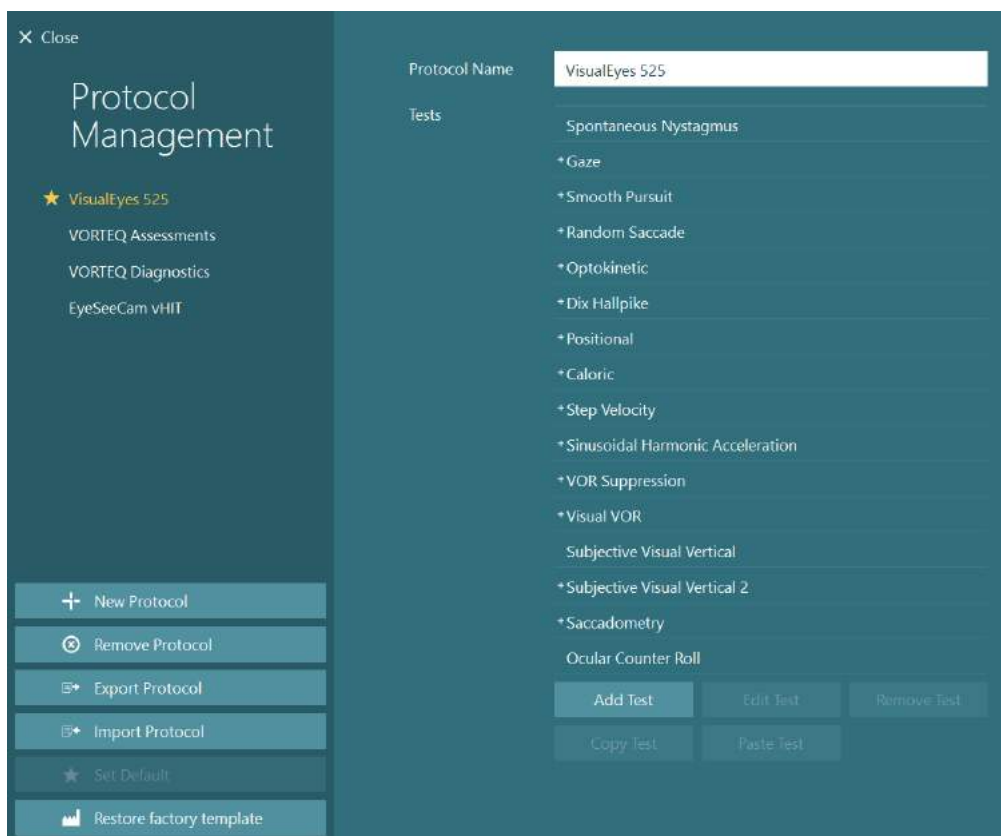 Close
Protocol
Management
VisualEyes 525
VORTEQ Assessments
VORTEQ Diagnostics
EyeSeeCam vHIT
New Protocol
Remove Protocol
Export Protocol
Import Protocol
Set Default
Restore factory template
Protocol Name
VisualEyes 525
Tests
Spontaneous Nystagmus
+Gaze
+Smooth Pursuit
+Random Saccade
+Optokinetic
+Dix Hallpike
+Positional
+Caloric
+Step Velocity
+Sinusoidal Harmonic Acceleration
+VOR Suppression
+Visual VOR
Subjective Visual Vertical
+Subjective Visual Vertical 2
+Saccadometry
Ocular Counter Roll
Add Test
Edit Test
Remove Test
Copy Test
Paste Test